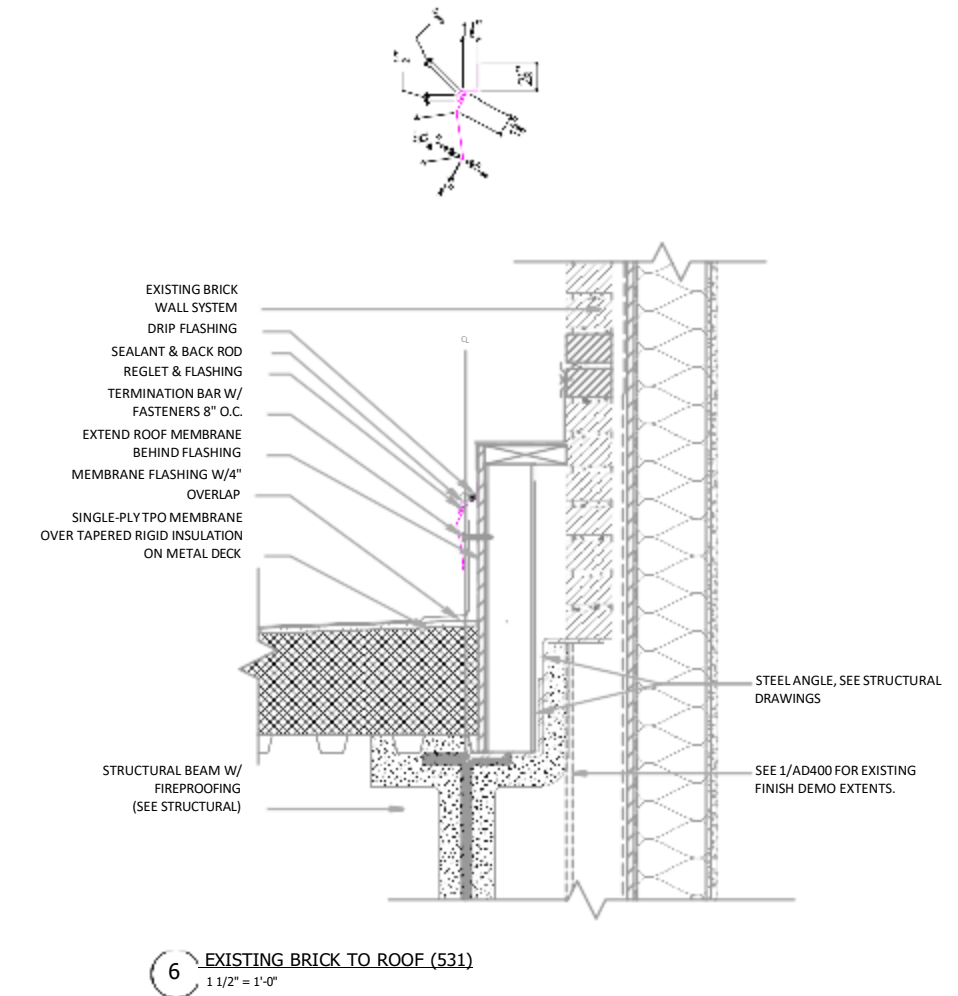 EXISTING BRICK
WALL SYSTEM
DRIP FLASHING
SEALANT & BACK ROD
REGLET & FLASHING
TERMINATION BAR W/
FASTENERS 8" O.C.
EXTEND ROOF MEMBRANE
BEHIND FLASHING
MEMBRANE FLASHING W/4"
OVERLAP
SINGLE-PLY TPO MEMBRANE
OVER TAPERED RIGID INSULATION
ON METAL DECK
STEEL ANGLE, SEE STRUCTURAL
DRAWINGS
STRUCTURAL BEAM W/
FIREPROOFING
(SEE STRUCTURAL)
SEE 1/AD400 FOR EXISTING
FINISH DEMO EXTENTS.
6 EXISTING BRICK TO ROOF (531)
1 1/2" = 1'-0"